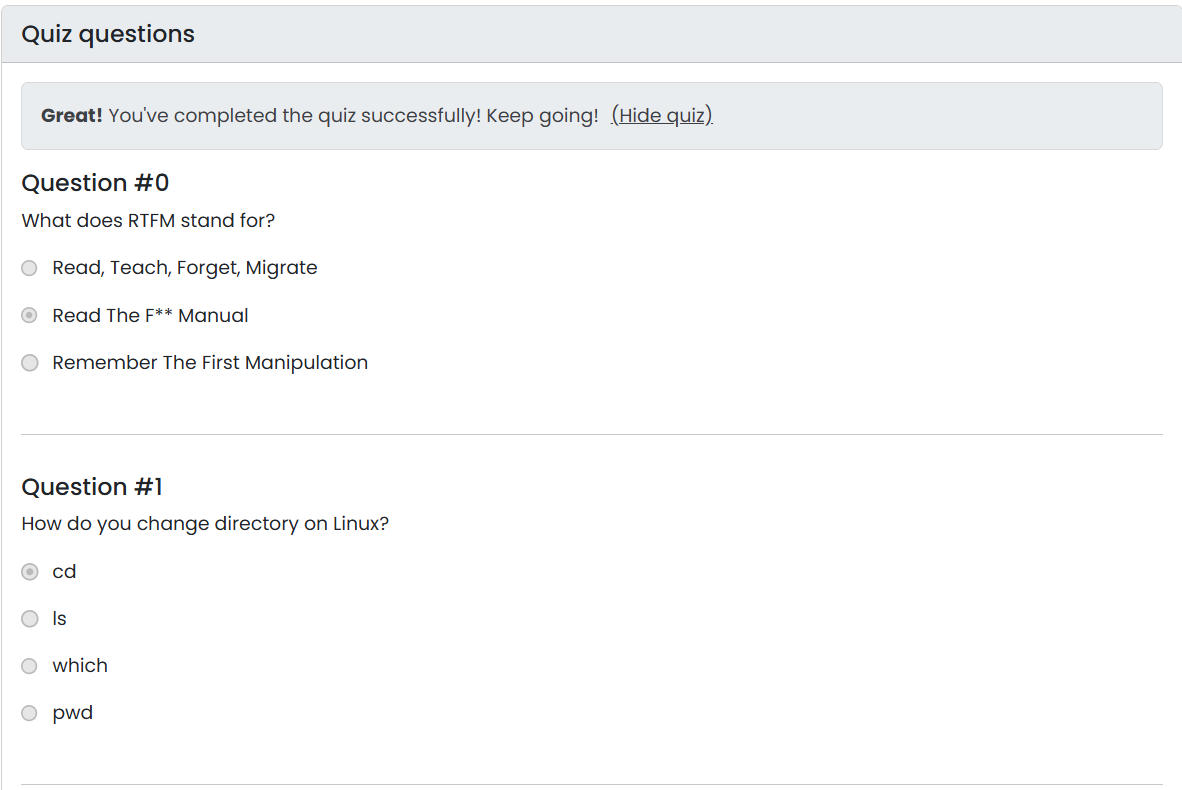 Quiz questions
Great! You've completed the quiz successfully! Keep going! (Hide quiz)
Question #0
What does RTFM stand for?
Read, Teach, Forget, Migrate
Read The F** Manual
Remember The First Manipulation
Question #1
How do you change directory on Linux?
cd
ls
which
pwd